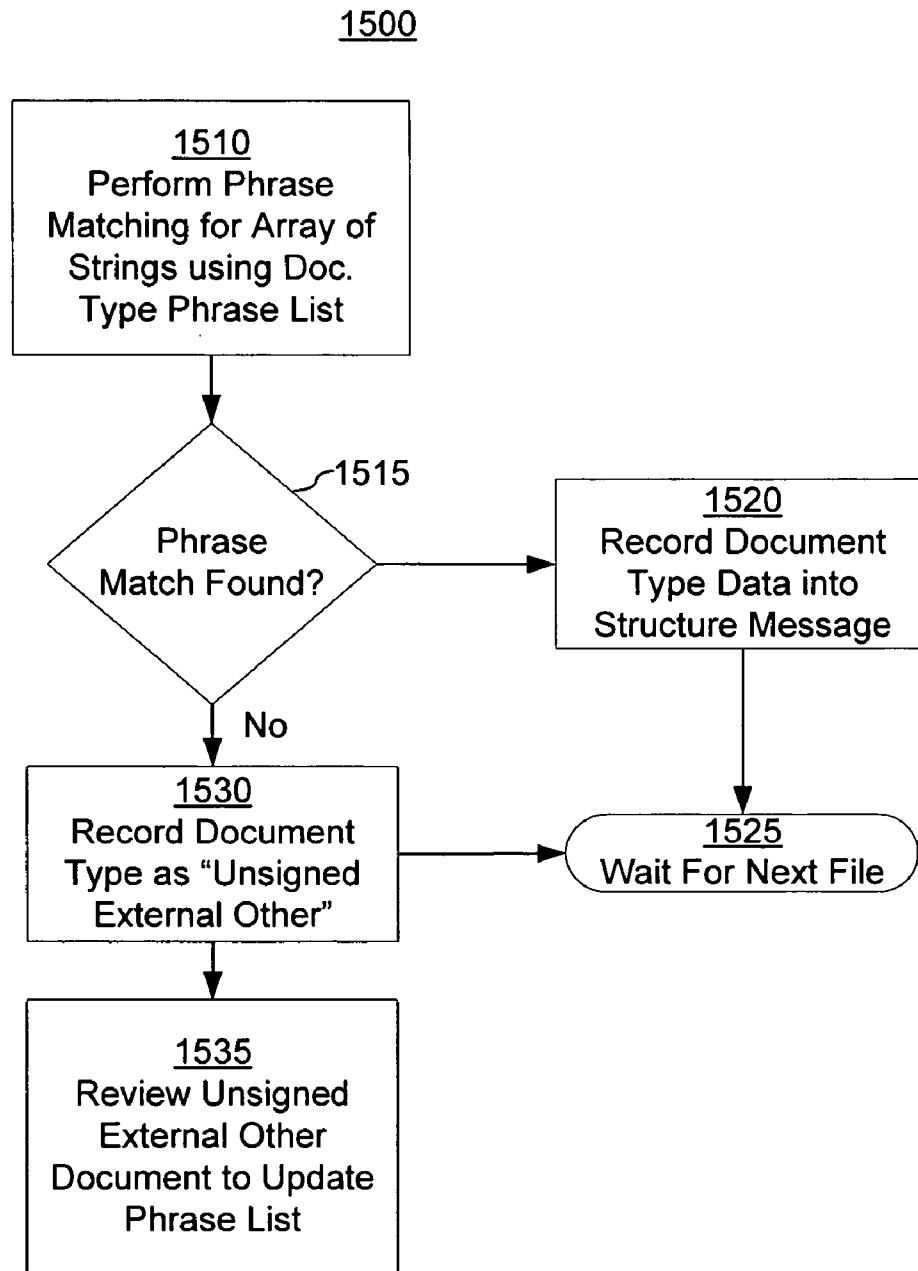 1500
1510
Perform Phrase
Matching for Array of
Strings using Doc.
Type Phrase List
1515
Phrase
Match Found?
1520
Record Document
Type Data into
Structure Message
No
1530
Record Document
Type as “Unsigned
External Other”
1525
Wait For Next File
1535
Review Unsigned
External Other
Document to Update
Phrase List